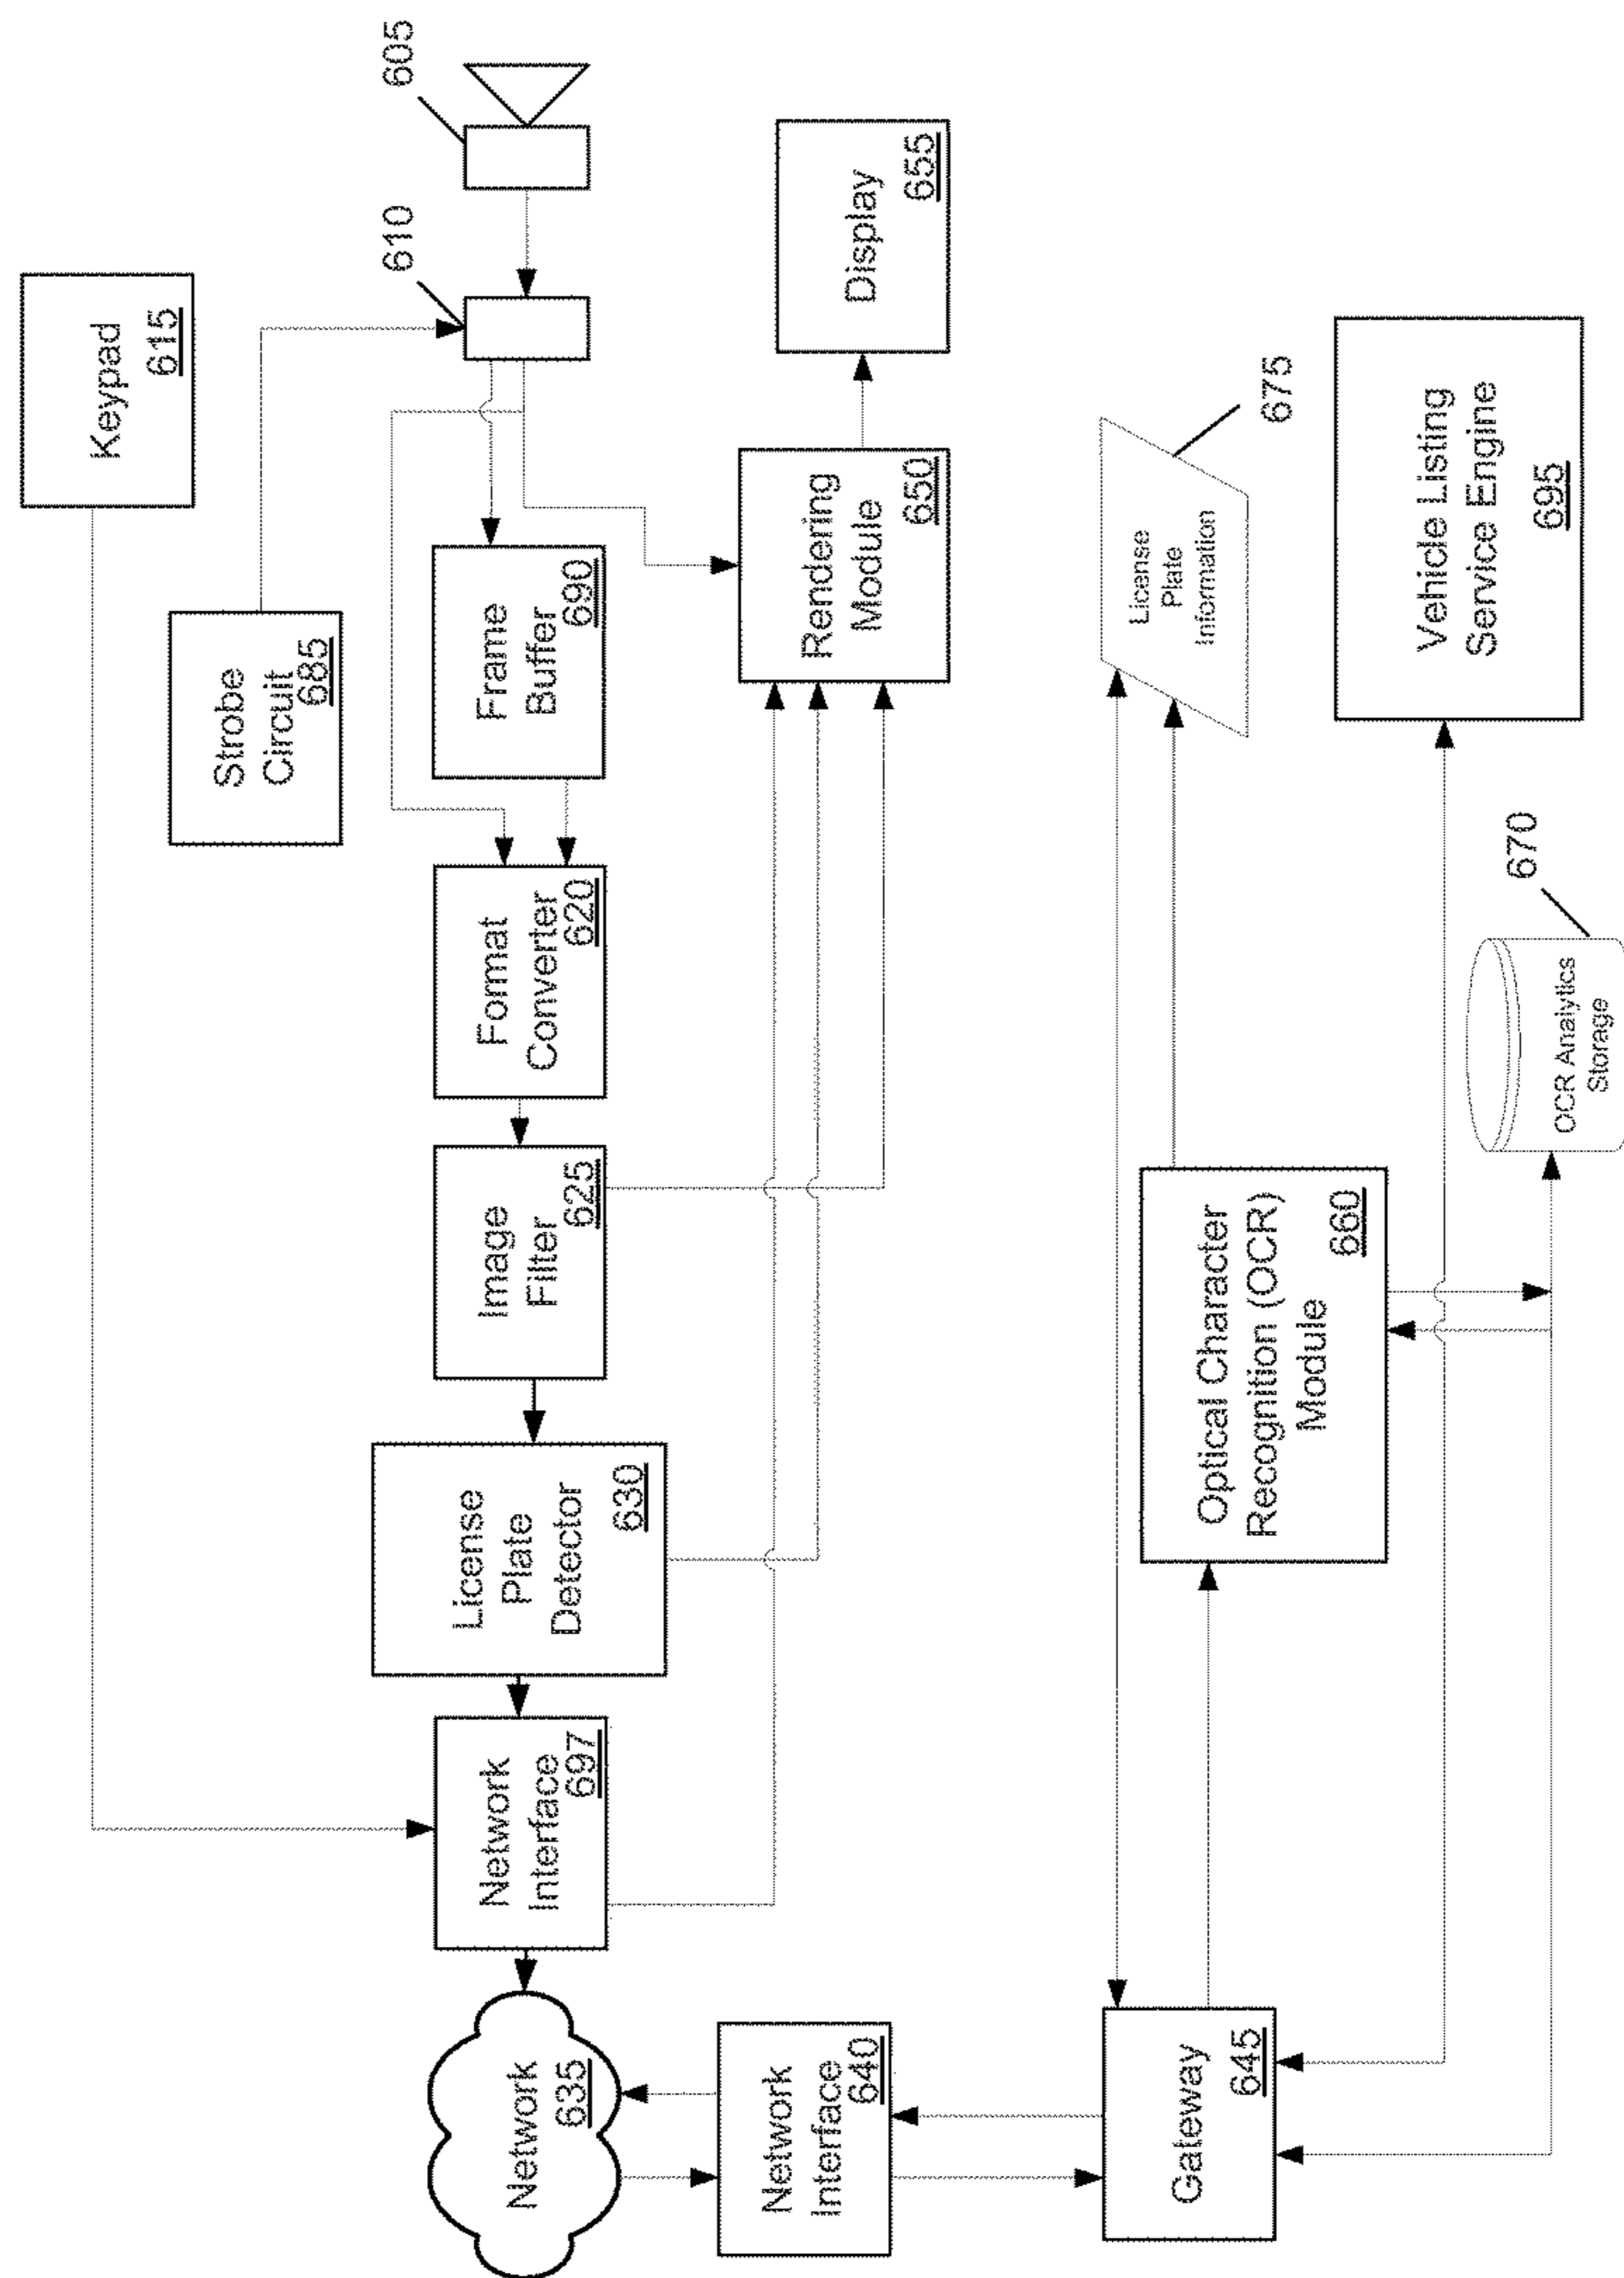 605
610
Keypad
615
Strobe
Circuit
685
Frame
Buffer
690
Format
Converter
620
Image
Filter
625
License
Plate
Detector
630
Network
Interface
697
Network
635
Network
Interface
640
Gateway
645
Rendering
Module
650
Display
655
Optical Character
Recognition (OCR)
Module
660
License
Plate
Information
675
Vehicle Listing
Service Engine
695
OCR Analytics
Storage
670